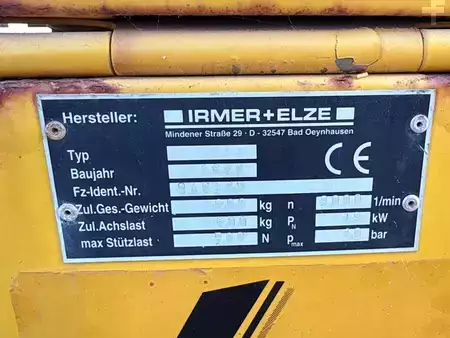 Hersteller: IRMER+ELZE
Mindener Straße 29 · D - 32547 Bad Oeynhausen
Typ
Baujahr
Fz-Ident.-Nr.
Zul.Ges.-Gewicht kg n 1/min
Zul.Achslast kg PN kW
max Stützlast N pmax bar
CE